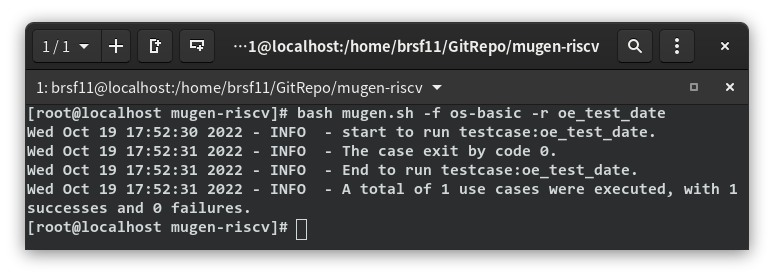 1 / 1
···1@localhost:/home/brsf11/GitRepo/mugen-riscv
1: brsf11@localhost:/home/brsf11/GitRepo/mugen-riscv
[root@localhost mugen-riscv]# bash mugen.sh -f os-basic -r oe_test_date
Wed Oct 19 17:52:30 2022 - INFO  - start to run testcase:oe_test_date.
Wed Oct 19 17:52:31 2022 - INFO  - The case exit by code 0.
Wed Oct 19 17:52:31 2022 - INFO  - End to run testcase:oe_test_date.
Wed Oct 19 17:52:31 2022 - INFO  - A total of 1 use cases were executed, with 1
successes and 0 failures.
[root@localhost mugen-riscv]#